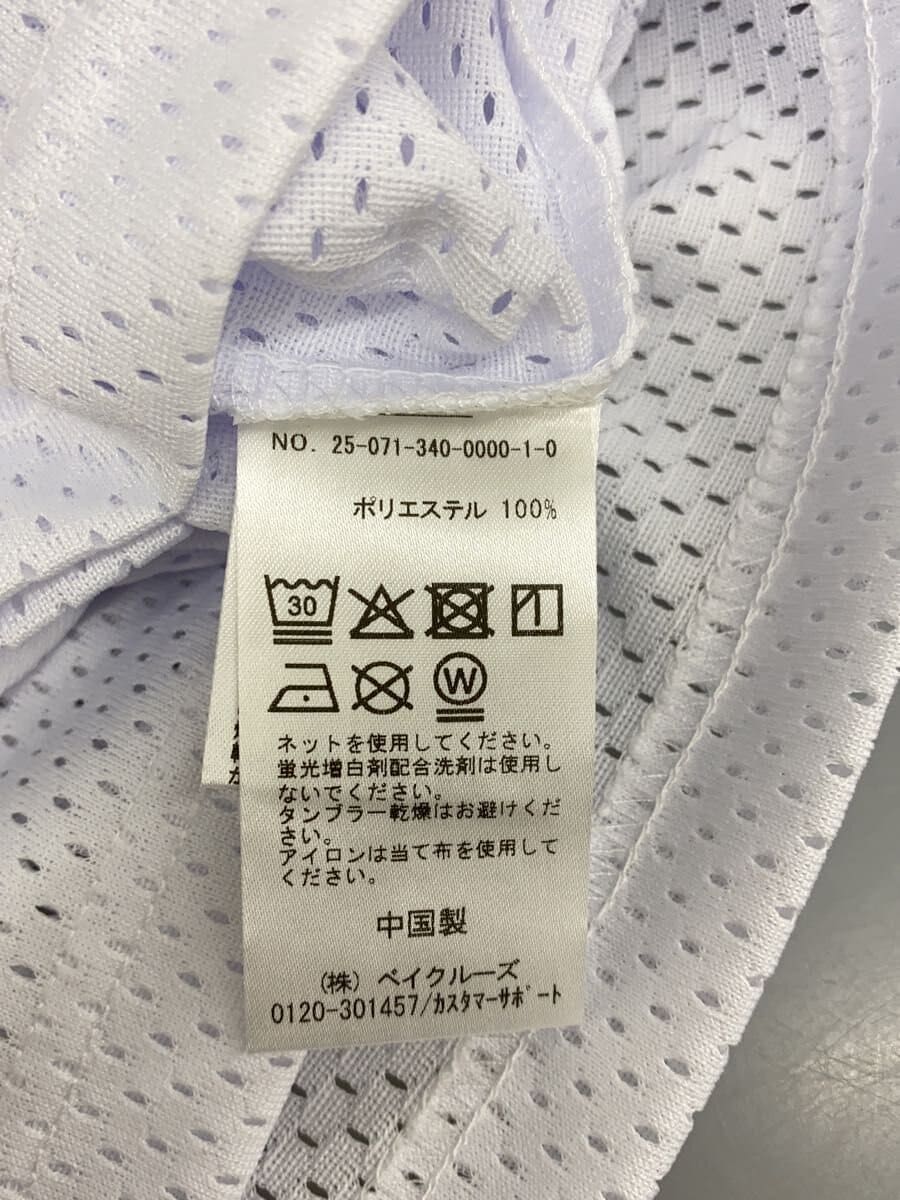 NO. 25-071-340-0000-1-0
ポリエステル 100%
30
W
ネットを使用してください。
蛍光増白剤配合洗剤は使用し
ないでください。
タンブラー乾燥はお避けくだ
さい。
アイロンは当て布を使用して
ください。
中国製
(株) ベイクルーズ
0120-301457/カスタマーサポート